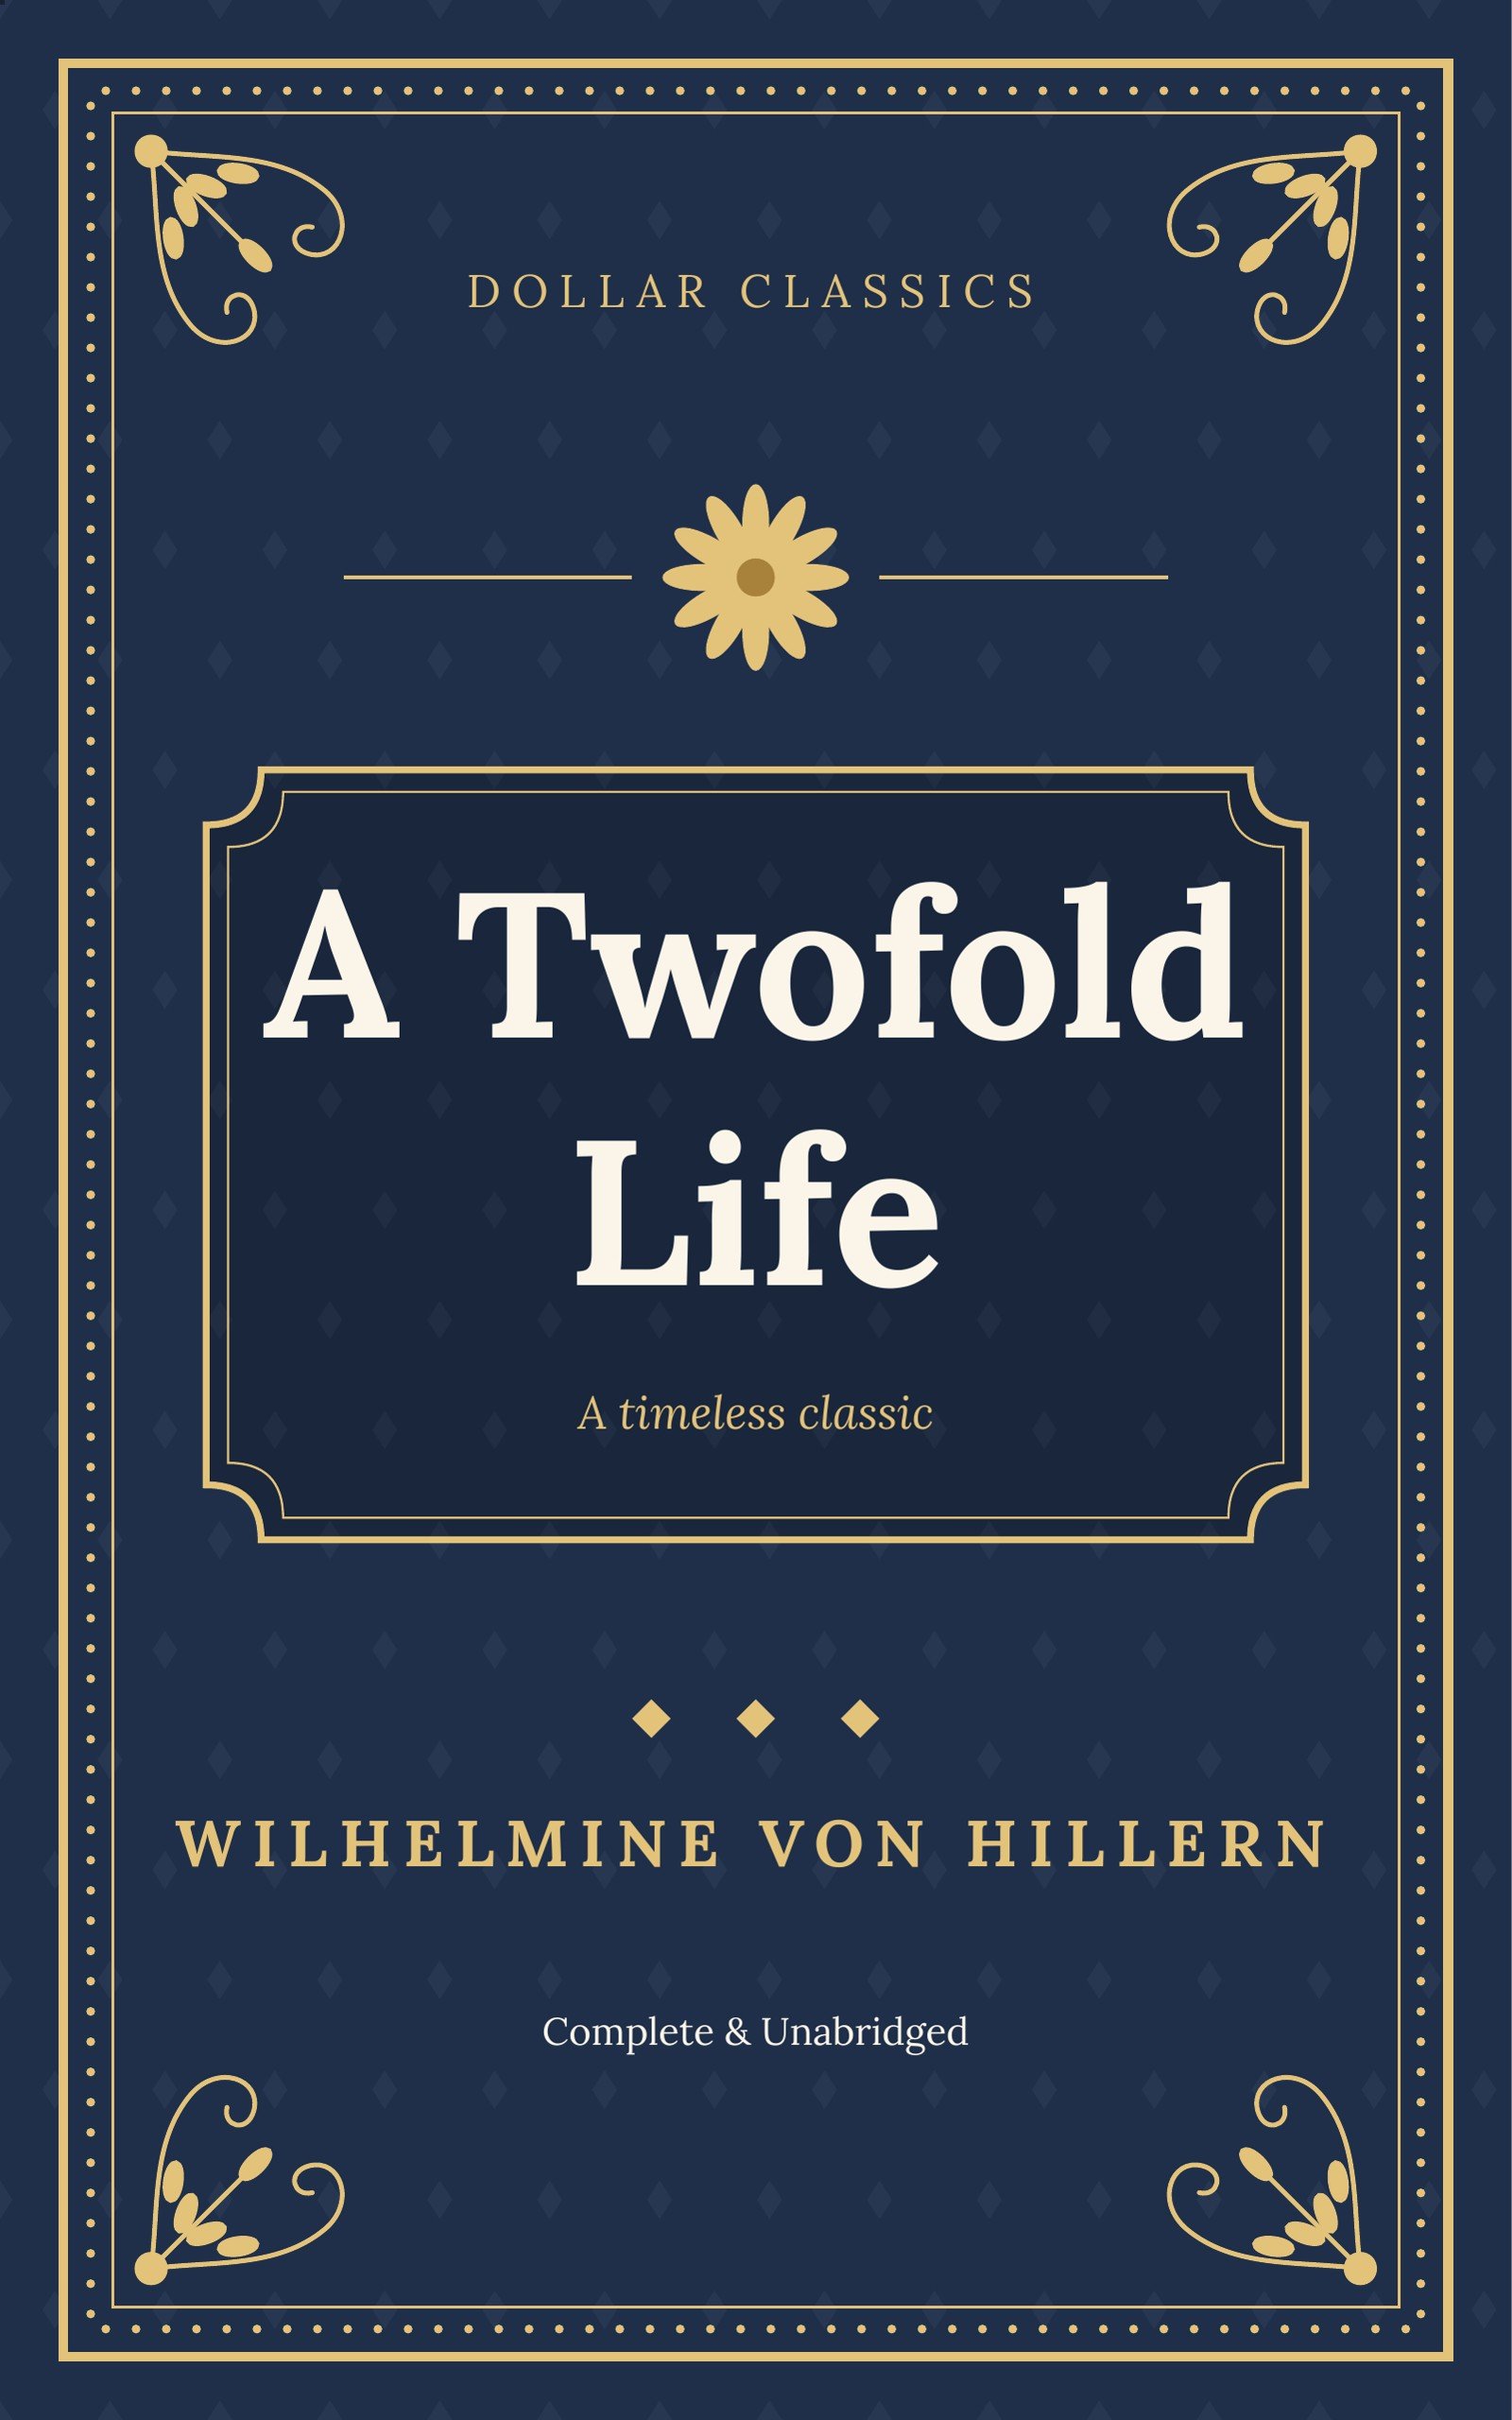 DOLLAR CLASSICS
A Twofold
Life
A timeless classic
WILHELMINE VON HILLERN
Complete & Unabridged